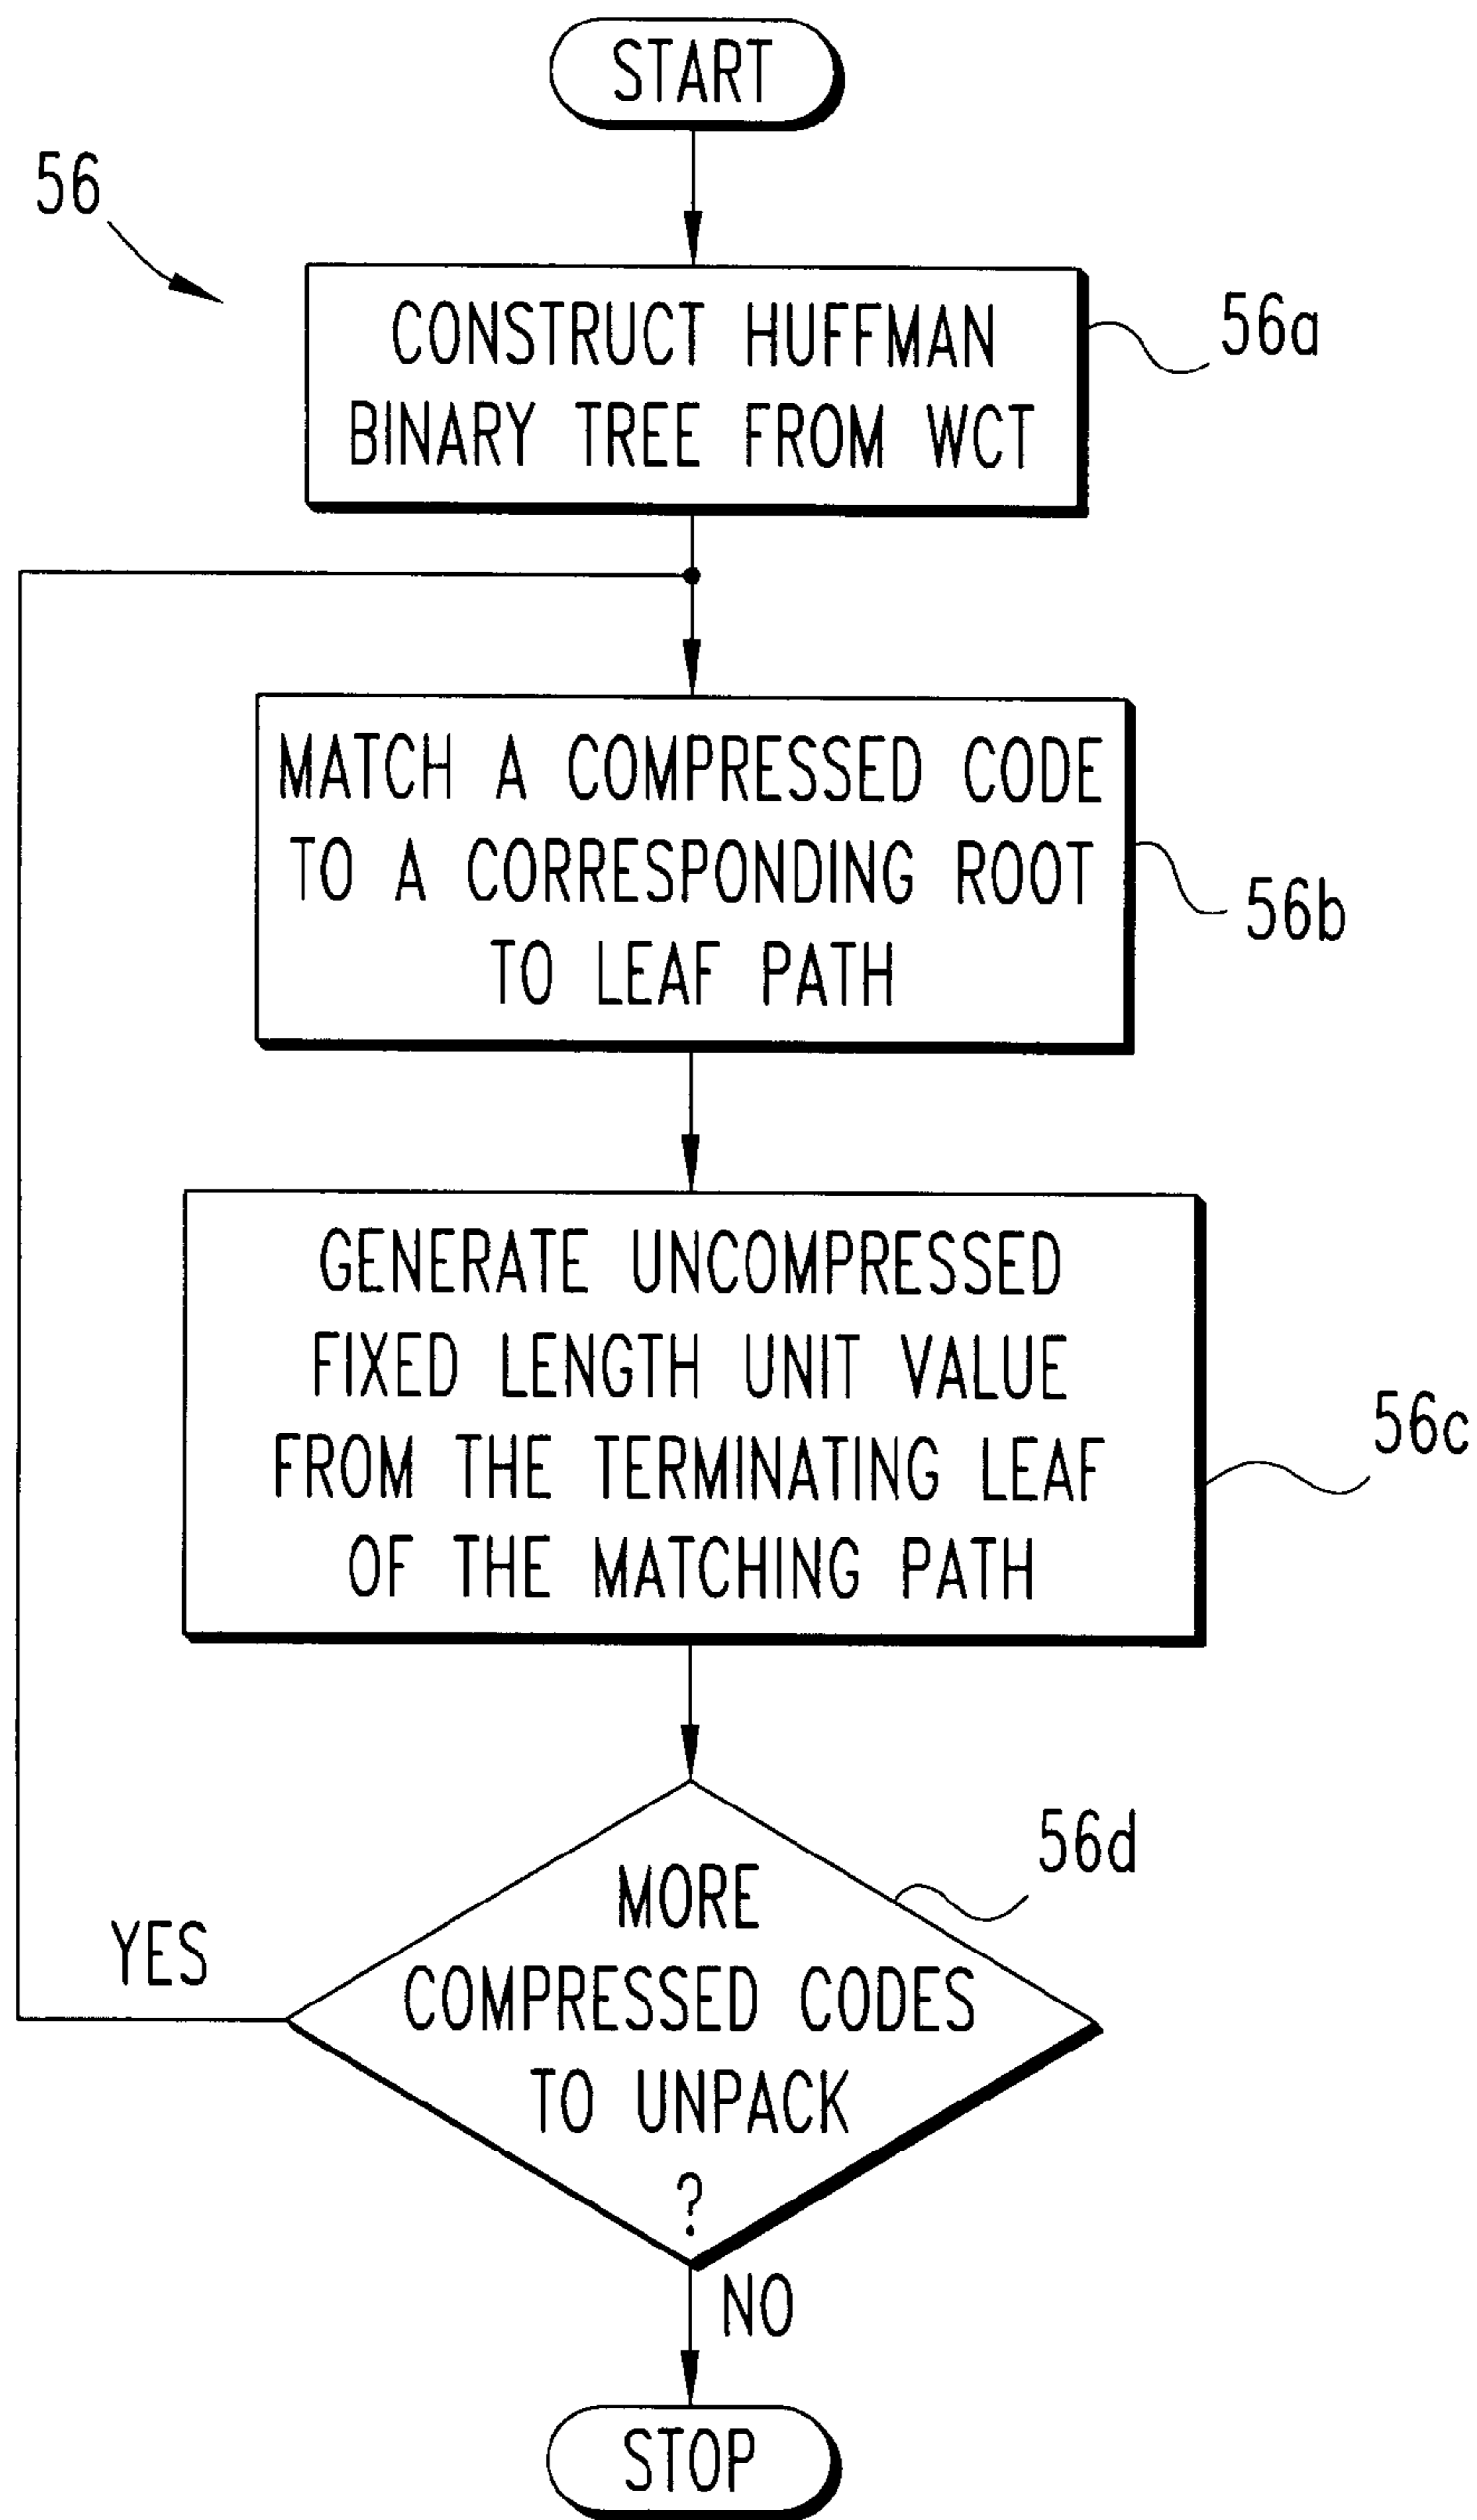 START
56
CONSTRUCT HUFFMAN
BINARY TREE FROM WCT
56a
MATCH A COMPRESSED CODE
TO A CORRESPONDING ROOT
TO LEAF PATH
56b
GENERATE UNCOMPRESSED
FIXED LENGTH UNIT VALUE
FROM THE TERMINATING LEAF
OF THE MATCHING PATH
56c
56d
MORE
COMPRESSED CODES
TO UNPACK
?
YES
NO
STOP